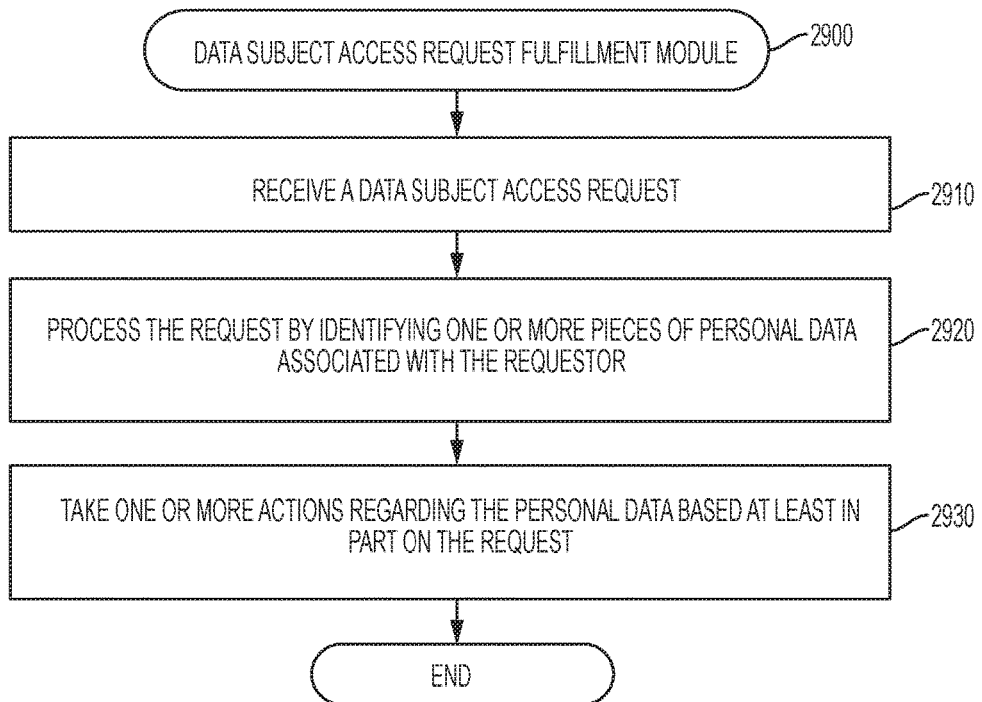 DATA SUBJECT ACCESS REQUEST FULFILLMENT MODULE
2900
RECEIVE A DATA SUBJECT ACCESS REQUEST
2910
PROCESS THE REQUEST BY IDENTIFYING ONE OR MORE PIECES OF PERSONAL DATA
ASSOCIATED WITH THE REQUESTOR
2920
TAKE ONE OR MORE ACTIONS REGARDING THE PERSONAL DATA BASED AT LEAST IN
PART ON THE REQUEST
2930
END